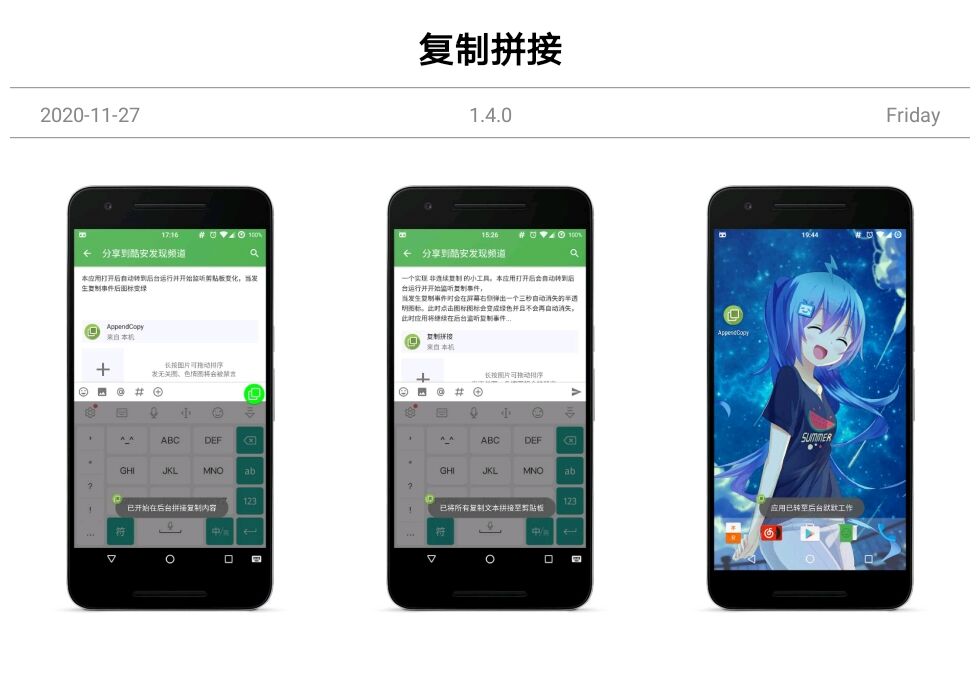 复制拼接
2020-11-27
1.4.0
Friday
17:16
100%
分享到酷安发现频道
本应用打开后自动转到后台运行并开始监听剪贴板变化，当发
生复制事件后图标变绿
AppendCopy
来自 本机
长按图片可拖动排序
发无关图、色情图将会被禁言
^_^
ABC
DEF
GHI
JKL
MNO
ab
123
已开始在后台拼接复制内容
符
中/英
15:26
100%
分享到酷安发现频道
一个实现 非连续复制 的小工具。本应用打开后会自动转到后
台运行并开始监听复制事件，
当发生复制事件时会在屏幕右侧弹出一个三秒自动消失的半透
明图标。此时点击图标图标会变成绿色并且不会再自动消失，
此时应用将继续在后台监听复制事件...
复制拼接
来自 本机
长按图片可拖动排序
^_^
ABC
DEF
GHI
JKL
MNO
ab
123
已将所有复制文本拼接至剪贴板
符
中/英
19:44
AppendCopy
SUMMER
应用已转至后台默默工作